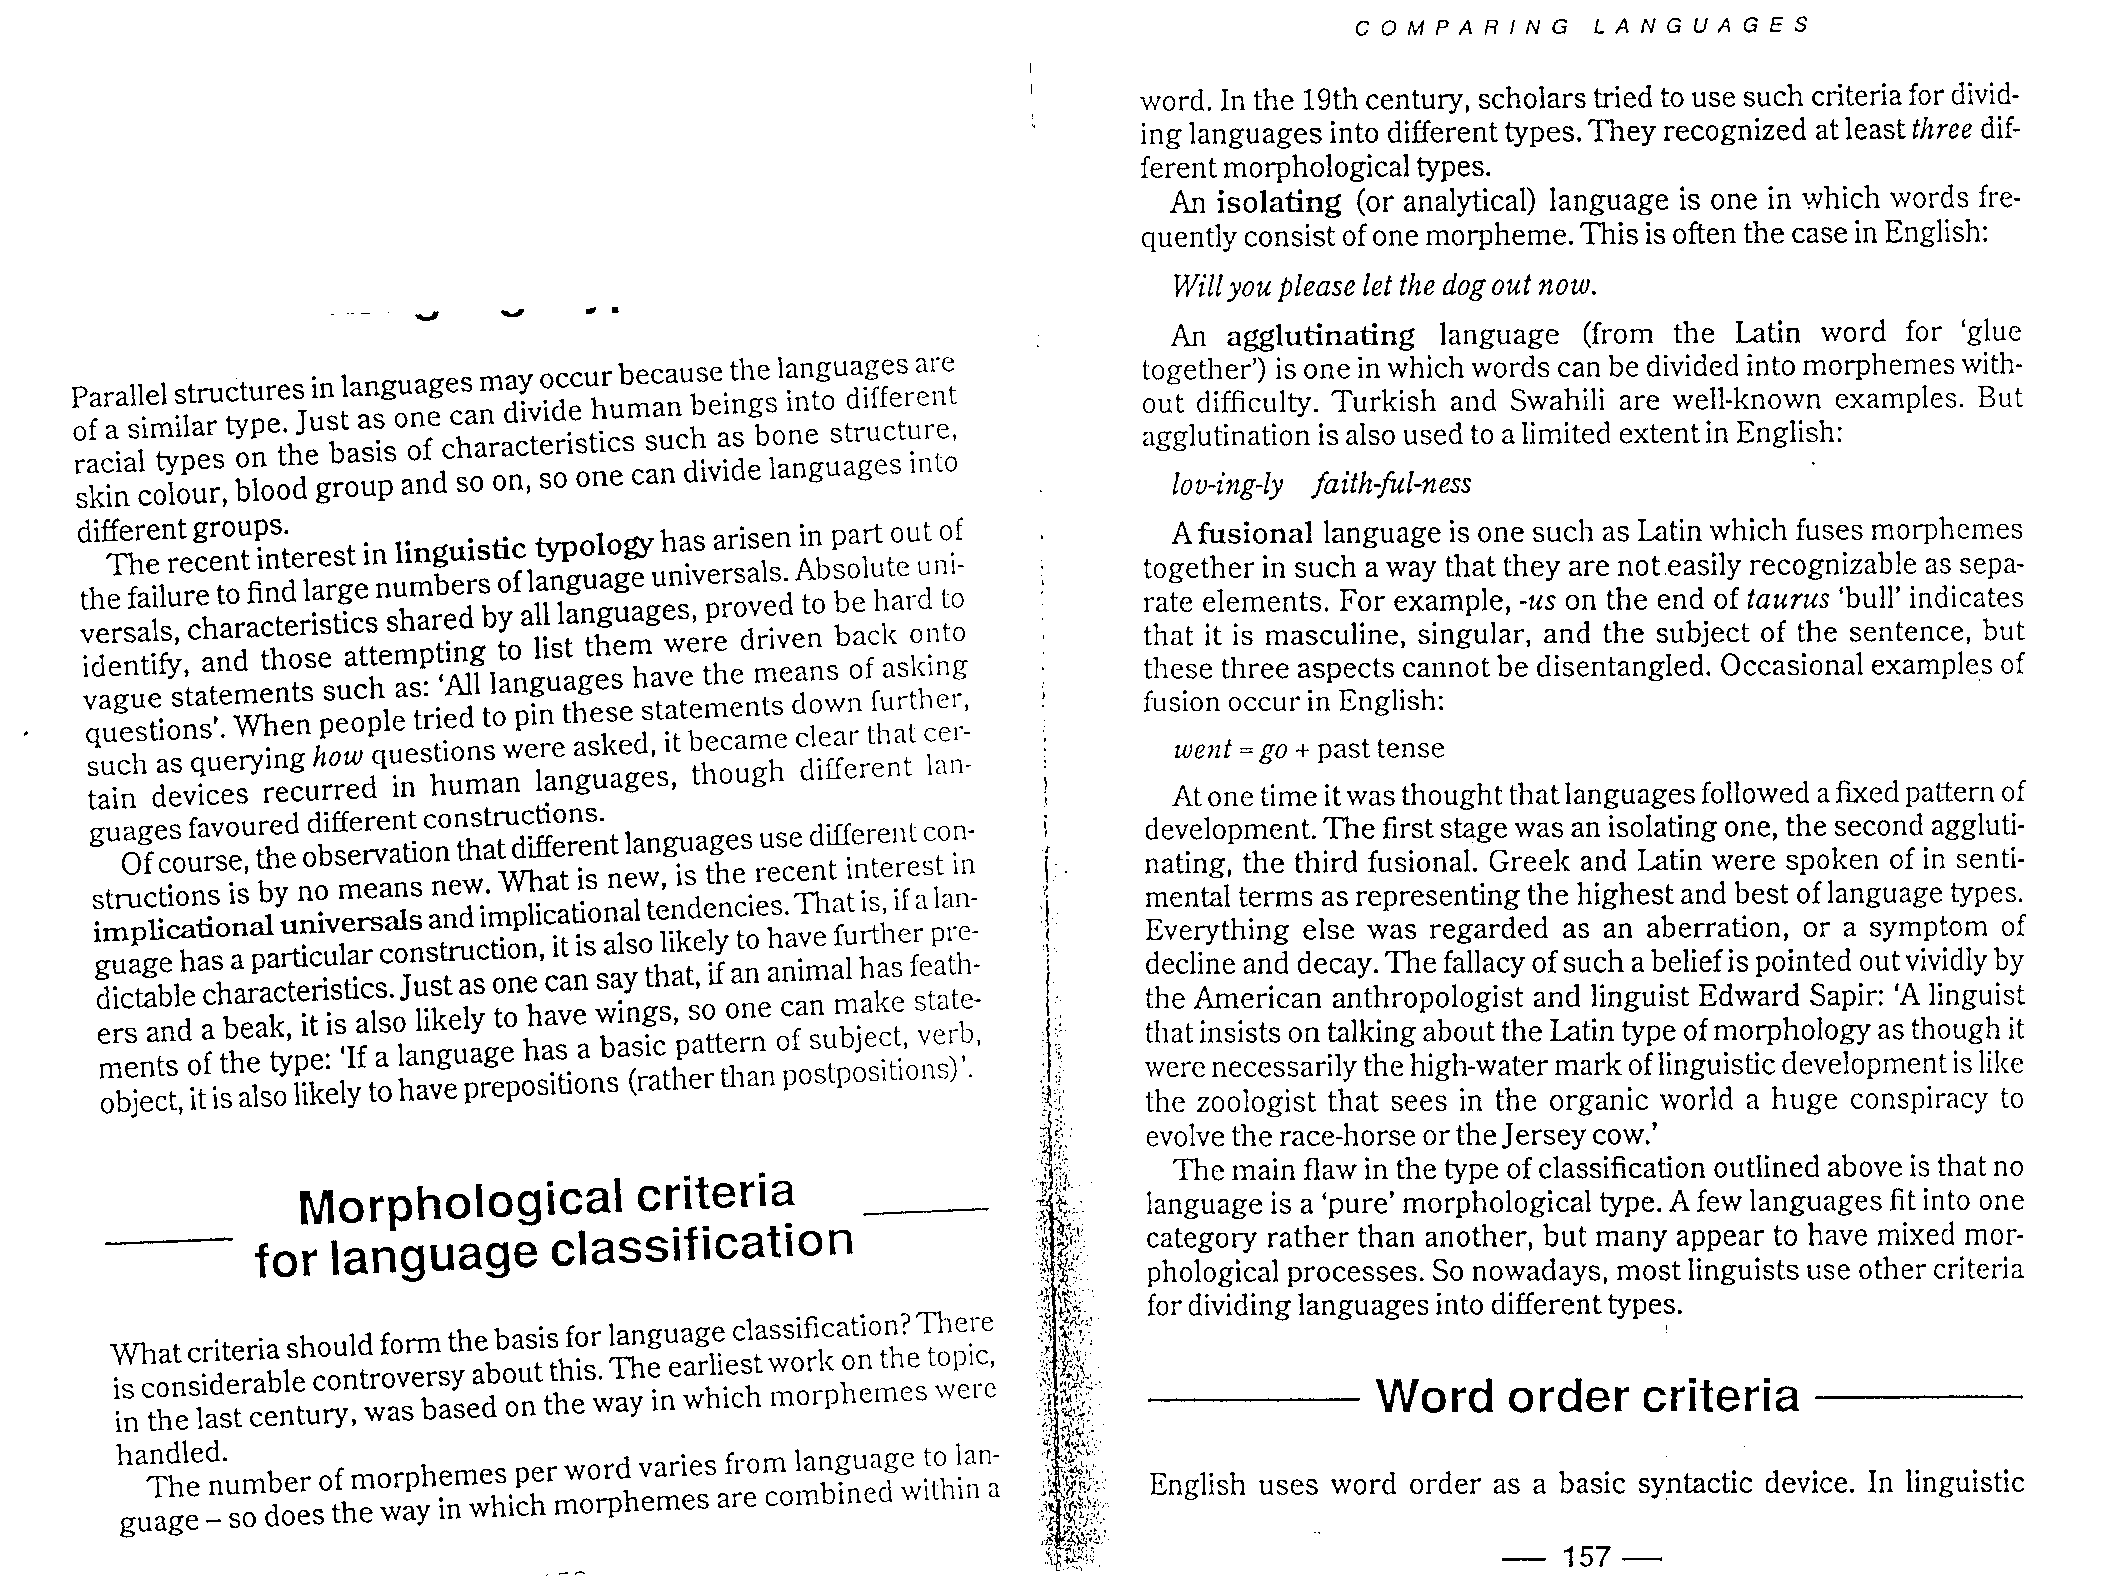 Parallel structures in languages may occur because the languages are
of a similar type. Just as one can divide human beings into different
racial types on the basis of characteristics such as bone structure,
skin colour, blood group and so on, so one can divide languages into
different groups.
The recent interest in linguistic typology has arisen in part out of
the failure to find large numbers of language universals. Absolute uni-
versals, characteristics shared by all languages, proved to be hard to
identify, and those attempting to list them were driven back onto
vague statements such as: 'All languages have the means of asking
questions'. When people tried to pin these statements down further,
such as querying how questions were asked, it became clear that cer-
tain devices recurred in human languages, though different lan-
guages favoured different constructions.
Of course, the observation that different languages use different con-
structions is by no means new. What is new, is the recent interest in
implicational universals and implicational tendencies. That is, if a lan-
guage has a particular construction, it is also likely to have further pre-
dictable characteristics. Just as one can say that, if an animal has feath-
ers and a beak, it is also likely to have wings, so one can make state-
ments of the type: 'If a language has a basic pattern of subject, verb,
object, it is also likely to have prepositions (rather than postpositions)'.
Morphological criteria
for language classification
What criteria should form the basis for language classification? There
is considerable controversy about this. The earliest work on the topic,
in the last century, was based on the way in which morphemes were
handled.
The number of morphemes per word varies from language to lan-
guage – so does the way in which morphemes are combined within a
COMPARING LANGUAGES
word. In the 19th century, scholars tried to use such criteria for divid-
ing languages into different types. They recognized at least three dif-
ferent morphological types.
An isolating (or analytical) language is one in which words fre-
quently consist of one morpheme. This is often the case in English:
Will you please let the dog out now.
An agglutinating language (from the Latin word for 'glue
together') is one in which words can be divided into morphemes with-
out difficulty. Turkish and Swahili are well-known examples. But
agglutination is also used to a limited extent in English:
lov-ing-ly faith-ful-ness
A fusional language is one such as Latin which fuses morphemes
together in such a way that they are not easily recognizable as sepa-
rate elements. For example, -us on the end of taurus 'bull' indicates
that it is masculine, singular, and the subject of the sentence, but
these three aspects cannot be disentangled. Occasional examples of
fusion occur in English:
went = go + past tense
At one time it was thought that languages followed a fixed pattern of
development. The first stage was an isolating one, the second aggluti-
nating, the third fusional. Greek and Latin were spoken of in senti-
mental terms as representing the highest and best of language types.
Everything else was regarded as an aberration, or a symptom of
decline and decay. The fallacy of such a belief is pointed out vividly by
the American anthropologist and linguist Edward Sapir: 'A linguist
that insists on talking about the Latin type of morphology as though it
were necessarily the high-water mark of linguistic development is like
the zoologist that sees in the organic world a huge conspiracy to
evolve the race-horse or the Jersey cow.'
The main flaw in the type of classification outlined above is that no
language is a 'pure' morphological type. A few languages fit into one
category rather than another, but many appear to have mixed mor-
phological processes. So nowadays, most linguists use other criteria
for dividing languages into different types.
Word order criteria
English uses word order as a basic syntactic device. In linguistic
— 157 —